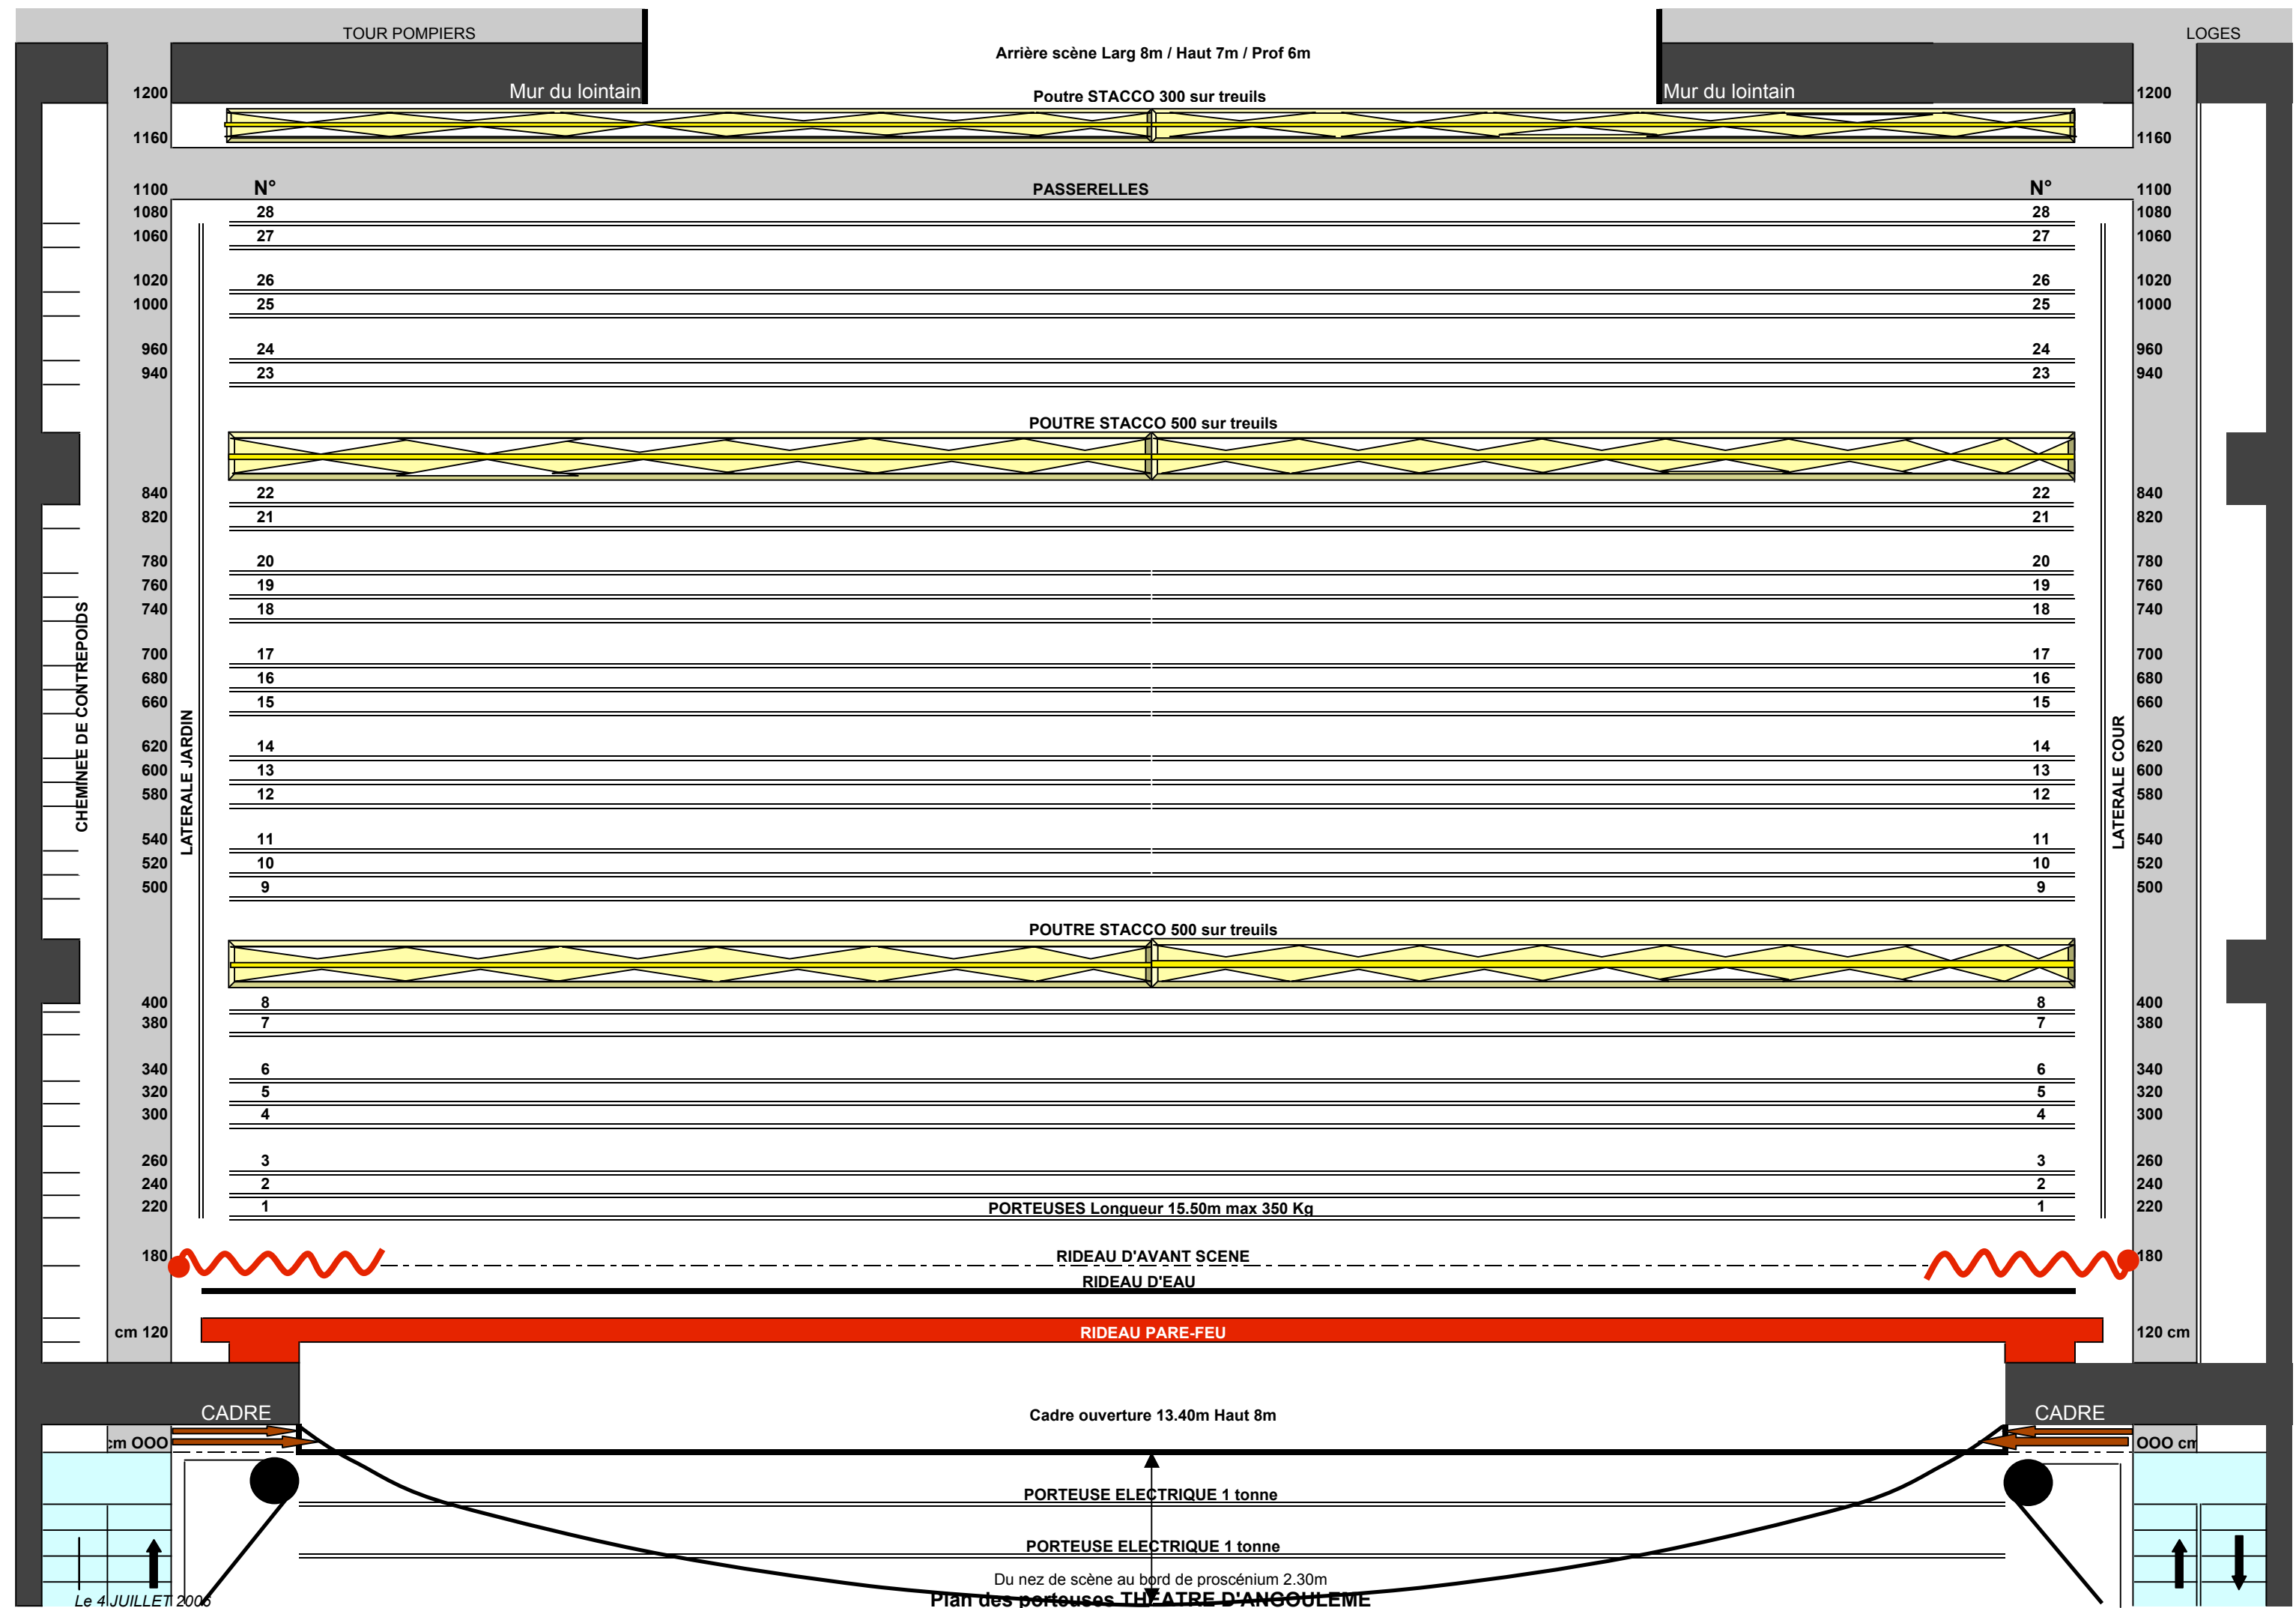 TOUR POMPIERS LOGES
Arrière scène Larg 8m / Haut 7m / Prof 6m
Mur du lointain Mur du lointain
1200 Poutre STACCO 300 sur treuils 1200
1160 1160
1100 N° PASSERELLES N° 1100
1080 28 28 1080
1060 27 27 1060
1020 26 26 1020
1000 25 25 1000
960 24 24 960
940 23 23 940
POUTRE STACCO 500 sur treuils
840 22 22 840
820 21 21 820
780 20 20 780
760 19 19 760
740 18 18 740
700 17 17 700
680 16 16 680
660 15 15 660
CHEMINEE DE CONTREPOIDS
LATERALE JARDIN
LATERALE COUR
620 14 14 620
600 13 13 600
580 12 12 580
540 11 11 540
520 10 10 520
500 9 9 500
POUTRE STACCO 500 sur treuils
400 8 8 400
380 7 7 380
340 6 6 340
320 5 5 320
300 4 4 300
260 3 3 260
240 2 2 240
220 1 PORTEUSES Longueur 15.50m max 350 Kg 1 220
180 RIDEAU D'AVANT SCENE 180
RIDEAU D'EAU
cm 120 RIDEAU PARE-FEU 120 cm
CADRE Cadre ouverture 13.40m Haut 8m CADRE
cm OOO OOO cm
PORTEUSE ELECTRIQUE 1 tonne
PORTEUSE ELECTRIQUE 1 tonne
Du nez de scène au bord de proscénium 2.30m
Le 4 JUILLET 2006 Plan des porteuses THEATRE D'ANGOULEME